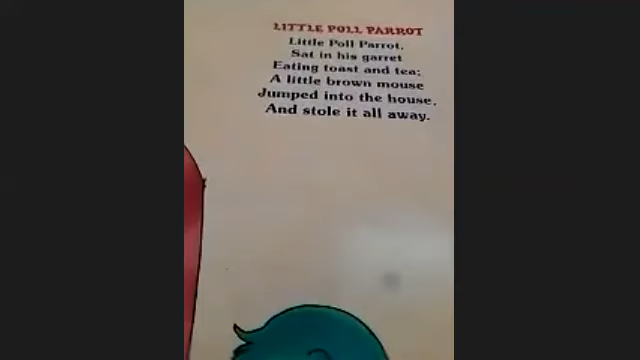 LITTLE POLL PARROT
Little Poll Parrot,
Sat in his garret
Eating toast and tea;
A little brown mouse
Jumped into the house,
And stole it all away.